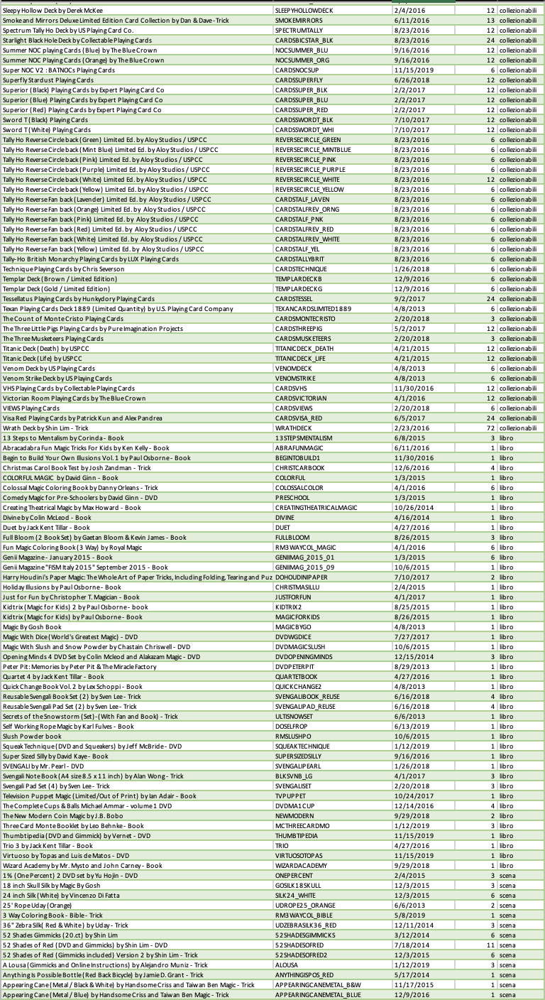 Sleepy Hollow Deck by Derek McKee SLEEPYHOLLOWDECK 2/4/2016 12 collezionabili
Smoke and Mirrors Deluxe Limited Edition Card Collection by Dan & Dave - Trick SMOKEMIRRORS 6/11/2016 13 collezionabili
Spectrum Tally Ho Deck by US Playing Card Co. SPECTRUMTALLY 8/23/2016 12 collezionabili
Starlight Black Hole Deck by Collectable Playing Cards CARDSBICSTAR_BLK 8/23/2016 24 collezionabili
Summer NOC playing Cards (Blue) by The Blue Crown NOCSUMMER_BLU 9/16/2016 12 collezionabili
Summer NOC Playing Cards (Orange) by The Blue Crown NOCSUMMER_ORG 9/16/2016 12 collezionabili
Super NOC V2 : BATNOCs Playing Cards CARDSNOCSUP 11/15/2019 6 collezionabili
Superfly Stardust Playing Cards CARDSSUPERFLY 6/26/2018 12 collezionabili
Superior (Black) Playing Cards by Expert Playing Card Co CARDSSUPER_BLK 2/2/2017 12 collezionabili
Superior (Blue) Playing Cards by Expert Playing Card Co CARDSSUPER_BLU 2/2/2017 12 collezionabili
Superior (Red) Playing Cards by Expert Playing Card Co CARDSSUPER_RED 2/2/2017 12 collezionabili
Sword T (Black) Playing Cards CARDSSWORDT_BLK 7/10/2017 12 collezionabili
Sword T (White) Playing Cards CARDSSWORDT_WHI 7/10/2017 12 collezionabili
Tally Ho Reverse Circle back (Green) Limited Ed. by Aloy Studios / USPCC REVERSECIRCLE_GREEN 8/23/2016 6 collezionabili
Tally Ho Reverse Circle back (Mint Blue) Limited Ed. by Aloy Studios / USPCC REVERSECIRCLE_MINTBLUE 8/23/2016 6 collezionabili
Tally Ho Reverse Circle back (Pink) Limited Ed. by Aloy Studios / USPCC REVERSECIRCLE_PINK 8/23/2016 6 collezionabili
Tally Ho Reverse Circle back (Purple) Limited Ed. by Aloy Studios / USPCC REVERSECIRCLE_PURPLE 8/23/2016 6 collezionabili
Tally Ho Reverse Circle back (White) Limited Ed. by Aloy Studios / USPCC REVERSECIRCLE_WHITE 8/23/2016 12 collezionabili
Tally Ho Reverse Circle back (Yellow) Limited Ed. by Aloy Studios / USPCC REVERSECIRCLE_YELLOW 8/23/2016 6 collezionabili
Tally Ho Reverse Fan back (Lavender) Limited Ed. by Aloy Studios / USPCC CARDSTALF_LAVEN 8/23/2016 6 collezionabili
Tally Ho Reverse Fan back (Orange) Limited Ed. by Aloy Studios / USPCC CARDSTALFREV_ORNG 8/23/2016 6 collezionabili
Tally Ho Reverse Fan back (Pink) Limited Ed. by Aloy Studios / USPCC CARDSTALF_PNK 8/23/2016 6 collezionabili
Tally Ho Reverse Fan back (Red) Limited Ed. by Aloy Studios / USPCC CARDSTALFREV_RED 8/23/2016 6 collezionabili
Tally Ho Reverse Fan back (White) Limited Ed. by Aloy Studios / USPCC CARDSTALFREV_WHITE 8/23/2016 6 collezionabili
Tally Ho Reverse Fan back (Yellow) Limited Ed. by Aloy Studios / USPCC CARDSTALF_YEL 8/23/2016 6 collezionabili
Tally-Ho British Monarchy Playing Cards by LUX Playing Cards CARDSTALLYBRIT 8/23/2016 6 collezionabili
Technique Playing Cards by Chris Severson CARDSTECHNIQUE 1/26/2018 6 collezionabili
Templar Deck (Brown / Limited Edition) TEMPLARDECKB 12/9/2016 6 collezionabili
Templar Deck (Gold / Limited Edition) TEMPLARDECKG 12/9/2016 6 collezionabili
Tessellatus Playing Cards by Hunkydory Playing Cards CARDSTESSEL 9/2/2017 24 collezionabili
Texan Playing Cards Deck 1889 (Limited Quantity) by U.S. Playing Card Company TEXANCARDSLIMITED1889 4/8/2013 6 collezionabili
The Count of Monte Cristo Playing Cards CARDSMONTECRISTO 2/20/2018 3 collezionabili
The Three Little Pigs Playing Cards by Pure Imagination Projects CARDSTHREEPIG 5/2/2017 12 collezionabili
The Three Musketeers Playing Cards CARDSMUSKETEERS 2/20/2018 3 collezionabili
Titanic Deck (Death) by USPCC TITANICDECK_DEATH 4/21/2015 12 collezionabili
Titanic Deck (Life) by USPCC TITANICDECK_LIFE 4/21/2015 12 collezionabili
Venom Deck by US Playing Cards VENOMDECK 4/8/2013 6 collezionabili
Venom Strike Deck by US Playing Cards VENOMSTRIKE 4/8/2013 6 collezionabili
VHS Playing Cards by Collectable Playing Cards CARDSVHS 11/30/2016 12 collezionabili
Victorian Room Playing Cards by The Blue Crown CARDSVICTORIAN 4/1/2016 12 collezionabili
VIEWS Playing Cards CARDSVIEWS 2/20/2018 6 collezionabili
Visa Red Playing Cards by Patrick Kun and Alex Pandrea CARDSVISA_RED 6/5/2017 24 collezionabili
Wrath Deck by Shin Lim - Trick WRATHDECK 2/23/2016 72 collezionabili
13 Steps to Mentalism by Corinda - Book 13STEPSMENTALISM 6/8/2015 3 libro
Abracadabra Fun Magic Tricks For Kids by Ken Kelly - Book ABRAFUNMAGIC 6/11/2016 1 libro
Begin to Build Your Own Illusions Vol. 1 by Paul Osborne - Book BEGINTOBUILD1 11/30/2016 1 libro
Christmas Carol Book Test by Josh Zandman - Trick CHRISTCARBOOK 12/6/2016 4 libro
COLORFUL MAGIC by David Ginn - Book COLORFUL 1/3/2015 1 libro
Colossal Magic Coloring Book by Danny Orleans - Trick COLOSSALCOLOR 4/1/2016 6 libro
Comedy Magic for Pre-Schoolers by David Ginn - DVD PRESCHOOL 1/3/2015 1 libro
Creating Theatrical Magic by Max Howard - Book CREATINGTHEATRICALMAGIC 10/26/2014 1 libro
Divine by Colin McLeod - Book DIVINE 4/16/2014 1 libro
Duet by Jack Kent Tillar - Book DUET 4/27/2016 1 libro
Full Bloom (2 Book Set) by Gaetan Bloom & Kevin James - Book FULLBLOOM 8/26/2015 3 libro
Fun Magic Coloring Book (3 Way) by Royal Magic RM3WAYCOL_MAGIC 4/1/2016 6 libro
Genii Magazine - January 2015 - Book GENIIMAG_2015_01 1/3/2015 6 libro
Genii Magazine "FISM Italy 2015" September 2015 - Book GENIIMAG_2015_09 10/6/2015 1 libro
Harry Houdini's Paper Magic: The Whole Art of Paper Tricks, Including Folding, Tearing and Puz DOHOUDINIPAPER 7/10/2017 2 libro
Holiday Illusions by Paul Osborne - Book CHRISTMASILLU 2/4/2015 1 libro
Just for Fun by Christopher T. Magician - Book JUSTFORFUN 4/1/2017 1 libro
Kidtrix (Magic for Kids) 2 by Paul Osborne - book KIDTRIX2 8/25/2015 1 libro
Kidtrix (Magic for Kids) by Paul Osborne - Book MAGICFORKIDS 8/26/2015 1 libro
Magic By Gosh Book MAGICBYGO 4/8/2013 1 libro
Magic With Dice (World's Greatest Magic) - DVD DVDWGDICE 7/27/2017 1 libro
Magic With Slush and Snow Powder by Chastain Chriswell - DVD DVDMAGICSLUSH 10/6/2015 1 libro
Opening Minds 4 DVD Set by Colin Mcleod and Alakazam Magic - DVD DVDOPENINGMINDS 12/15/2014 3 libro
Peter Pit: Memories by Peter Pit & The Miracle Factory DVDPETERPIT 8/29/2013 1 libro
Quartet 4 by Jack Kent Tillar - Book QUARTETBOOK 4/27/2016 1 libro
Quick Change Book Vol. 2 by Lex Schoppi - Book QUICKCHANGE2 4/8/2013 1 libro
Reusable Svengali Book Set (2) by Sven Lee - Trick SVENGALIBOOK_REUSE 6/16/2018 4 libro
Reusable Svengali Pad Set (2) by Sven Lee - Trick SVENGALIPAD_REUSE 6/16/2018 4 libro
Secrets of the Snowstorm (Set)-(With Fan and Book) - Trick ULTISNOWSET 6/6/2013 1 libro
Self Working Rope Magic by Karl Fulves - Book DOSELFROP 6/13/2019 1 libro
Slush Powder book RMSLUSHPO 10/6/2015 1 libro
Squeak Technique (DVD and Squeakers) by Jeff McBride - DVD SQUEAKTECHNIQUE 1/12/2019 1 libro
Super Sized Silly by David Kaye - Book SUPERSIZEDSILLY 9/16/2016 1 libro
SVENGALI by Mr. Pearl - DVD SVENGALIPEARL 1/26/2018 1 libro
Svengali Note Book (A4 size 8.5 x 11 inch) by Alan Wong - Trick BLKSVNB_LG 4/1/2017 3 libro
Svengali Pad Set (4) by Sven Lee - Trick SVENGALISET 2/20/2018 3 libro
Television Puppet Magic (Limited/Out of Print) by Ian Adair - Book TVPUPPET 10/24/2017 1 libro
The Complete Cups & Balls Michael Ammar - volume 1 DVD DVDMA1CUP 12/14/2016 4 libro
The New Modern Coin Magic by J.B. Bobo NEWMODERN 9/29/2018 2 libro
Three Card Monte Booklet by Leo Behnke - Book MCTHREECARDMO 1/12/2019 3 libro
Thumbtipedia (DVD and Gimmick) by Vernet - DVD THUMBTIPEDIA 11/15/2019 1 libro
Trio 3 by Jack Kent Tillar - Book TRIO 4/27/2016 1 libro
Virtuoso by Topas and Luis de Matos - DVD VIRTUOSOTOPAS 11/15/2019 1 libro
Wizard Academy by Mr. Mysto and John Carney - Book WIZARDACADEMY 9/29/2018 1 libro
1% (One Percent) 2 DVD set by Yu Hojin - DVD ONEPERCENT 2/4/2015 3 scena
18 inch Skull Silk by Magic By Gosh GOSILK18SKULL 12/3/2015 3 scena
24 inch Silk (White) by Vincenzo Di Fatta SILK24_WHITE 12/3/2015 6 scena
25' Rope Uday (Orange) UDROPE25_ORANGE 6/6/2013 2 scena
3 Way Coloring Book - Bible - Trick RM3WAYCOL_BIBLE 5/8/2019 1 scena
36" Zebra Silk( Red & White ) by Uday - Trick UDZEBRASILK36_RED 12/11/2014 3 scena
52 Shades Gimmicks (20.ct) by Shin Lim 52SHADESGIMMICKS 3/12/2014 6 scena
52 Shades of Red (DVD and Gimmicks) by Shin Lim - DVD 52SHADESOFRED 7/18/2014 11 scena
52 Shades of Red (Gimmicks included) Version 2 by Shin Lim - Trick 52SHADESOFRED2 12/3/2015 6 scena
A Lousa (Gimmicks and Online Instructions) by Alejandro Muniz - Trick ALOUSA 1/12/2019 3 scena
Anything Is Possible Bottle (Red Back Bicycle) by Jamie D. Grant - Trick ANYTHINGISPOS_RED 5/17/2014 1 scena
Appearing Cane (Metal / Black & White) by Handsome Criss and Taiwan Ben Magic - Trick APPEARINGCANEMETAL_B&W 11/17/2015 1 scena
Appearing Cane (Metal / Blue) by Handsome Criss and Taiwan Ben Magic - Trick APPEARINGCANEMETAL_BLUE 12/9/2016 1 scena